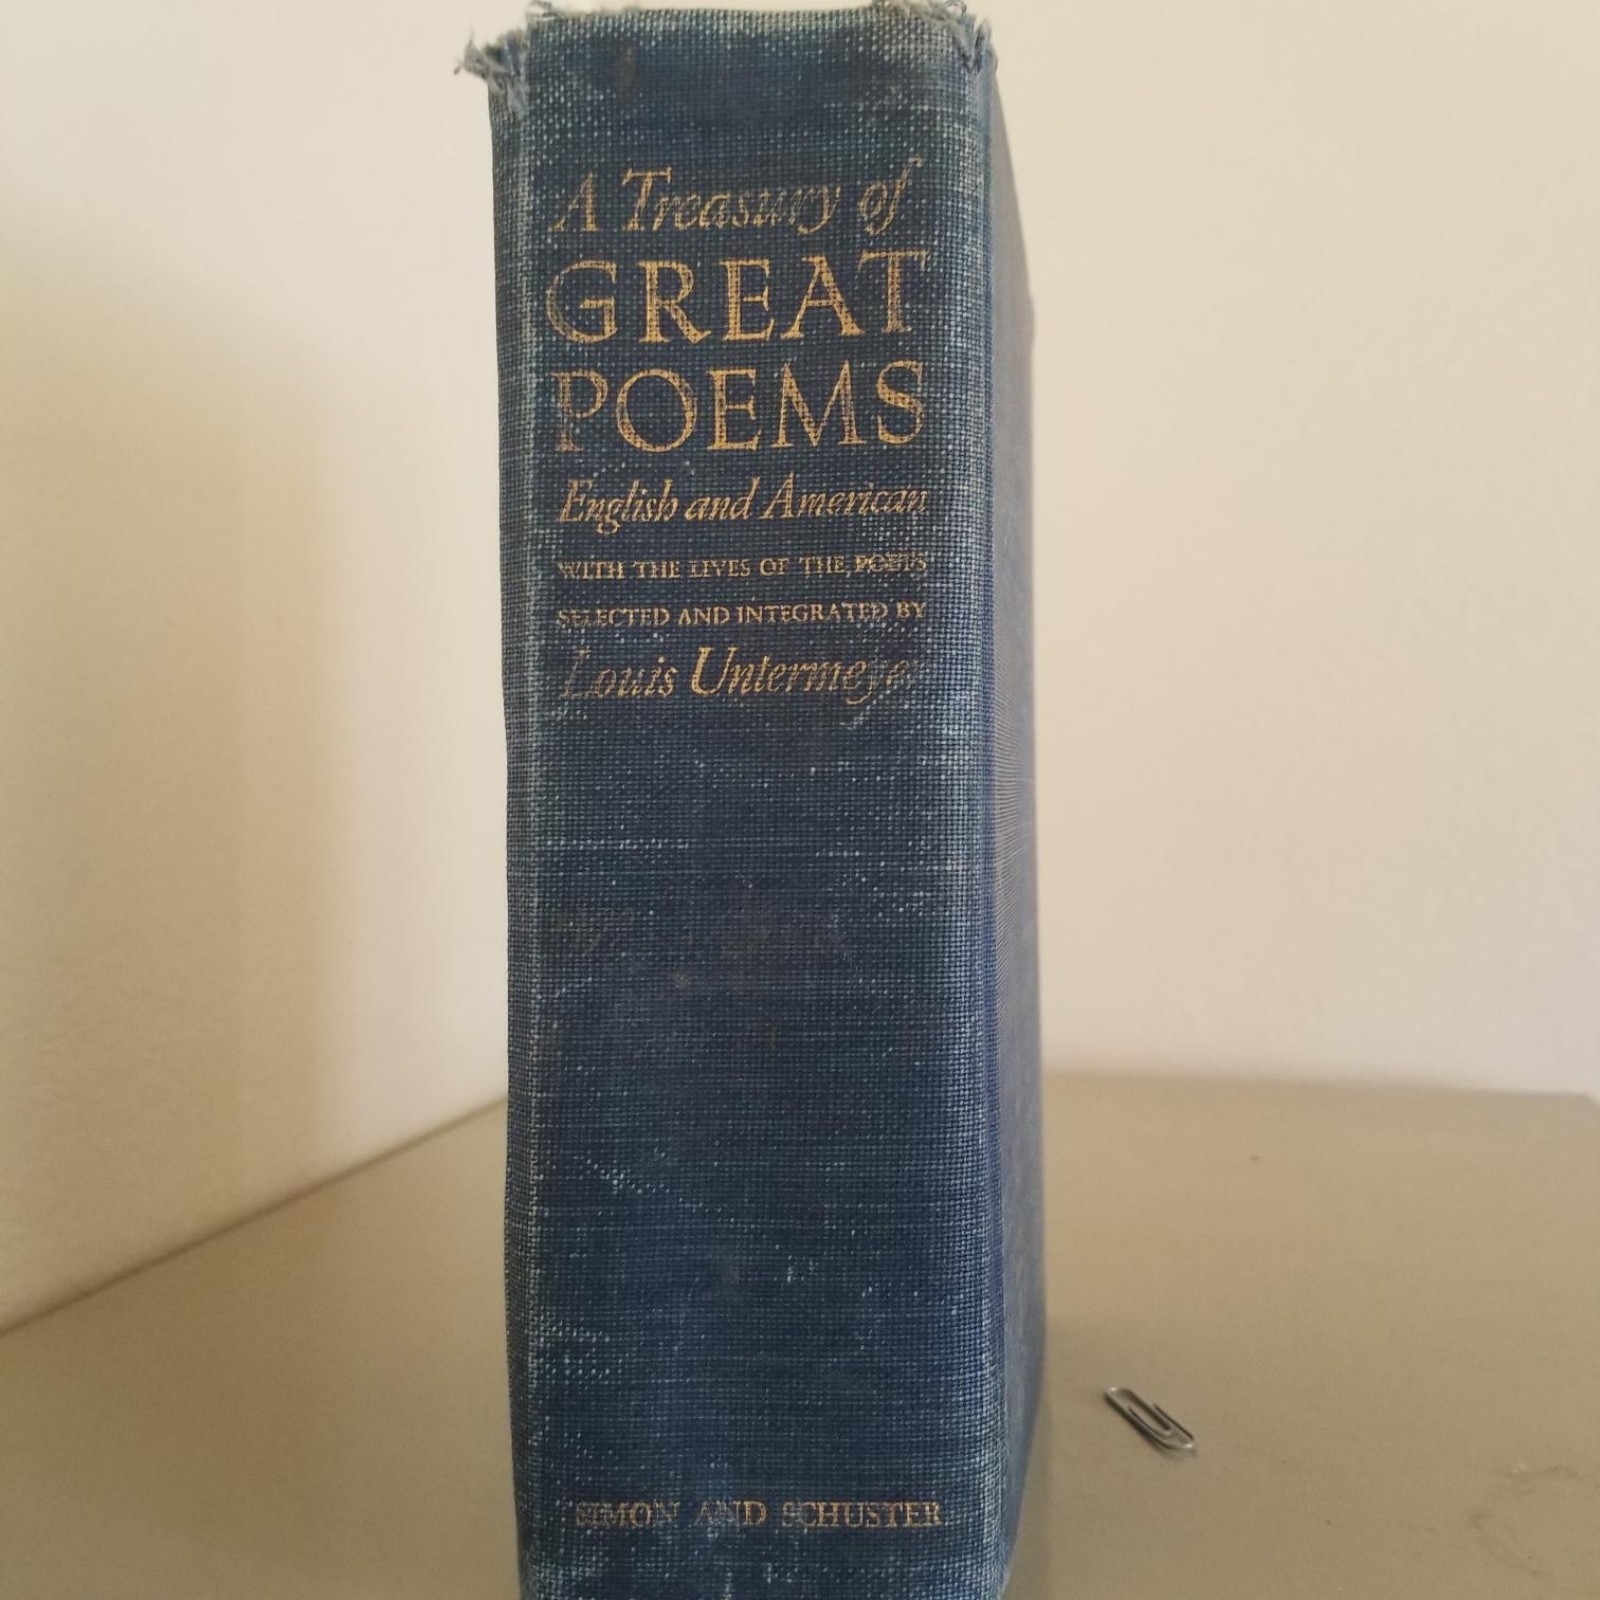 A Treasury of
GREAT
POEMS
English and American
WITH THE LIVES OF THE POETS
SELECTED AND INTEGRATED BY
Louis Untermeyer
SIMON AND SCHUSTER